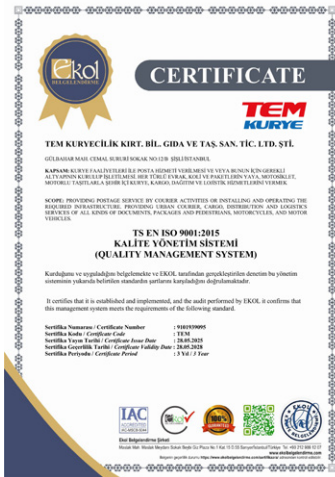 Ekol
BELGELENDİRME
CERTIFICATE
TEM
KURYE
TEM KURYECİLİK KIRT. BİL. GIDA VE TAŞ. SAN. TİC. LTD. ŞTİ.
GÜLBAHAR MAH. CEMAL SURURİ SOKAK NO:12/B ŞİŞLİ/İSTANBUL
KAPSAM: KURYE FAALİYETLERİ İLE POSTA HİZMETİ VERİLMESİ VE VEYA BUNUN İÇİN GEREKLİ
ALTYAPININ KURULUP İŞLETİLMESİ. HER TÜRLÜ EVRAK, KOLİ VE PAKETLERİN YAYA, MOTOSİKLET,
MOTORLU TAŞITLARLA ŞEHİR İÇİ KURYE, KARGO, DAĞITIM VE LOJİSTİK HİZMETLERİNİ VERMEK.
SCOPE: PROVIDING POSTAGE SERVICE BY COURIER ACTIVITIES OR INSTALLING AND OPERATING THE
REQUIRED INFRASTRUCTURE. PROVIDING URBAN COURIER, CARGO, DISTRIBUTION AND LOGISTICS
SERVICES OF ALL KINDS OF DOCUMENTS, PACKAGES AND PEDESTRIANS, MOTORCYCLES, AND MOTOR
VEHICLES.
TS EN ISO 9001:2015
KALİTE YÖNETİM SİSTEMİ
(QUALITY MANAGEMENT SYSTEM)
Kurduğunu ve uyguladığını belgelemekte ve EKOL tarafından gerçekleştirilen denetim bu yönetim
sisteminin yukarıda belirtilen standardın şartlarını karşıladığını doğrulamaktadır.
It certifies that it is established and implemented, and the audit performed by EKOL it confirms that
this management system meets the requirements of the following standard.
Sertifika Numarası / Certificate Number : 9101939095
Sertifika Kodu / Certificate Code : TEM
Sertifika Yayın Tarihi / Certificate Issue Date : 20.05.2025
Sertifika Geçerlilik Tarihi / Certificate Validity Date : 20.05.2028
Sertifika Periyodu / Certificate Period : 3 Yıl / 3 Year
IAC
ACCREDITED
100%
EKOL
Ekol Belgelendirme Şirketi